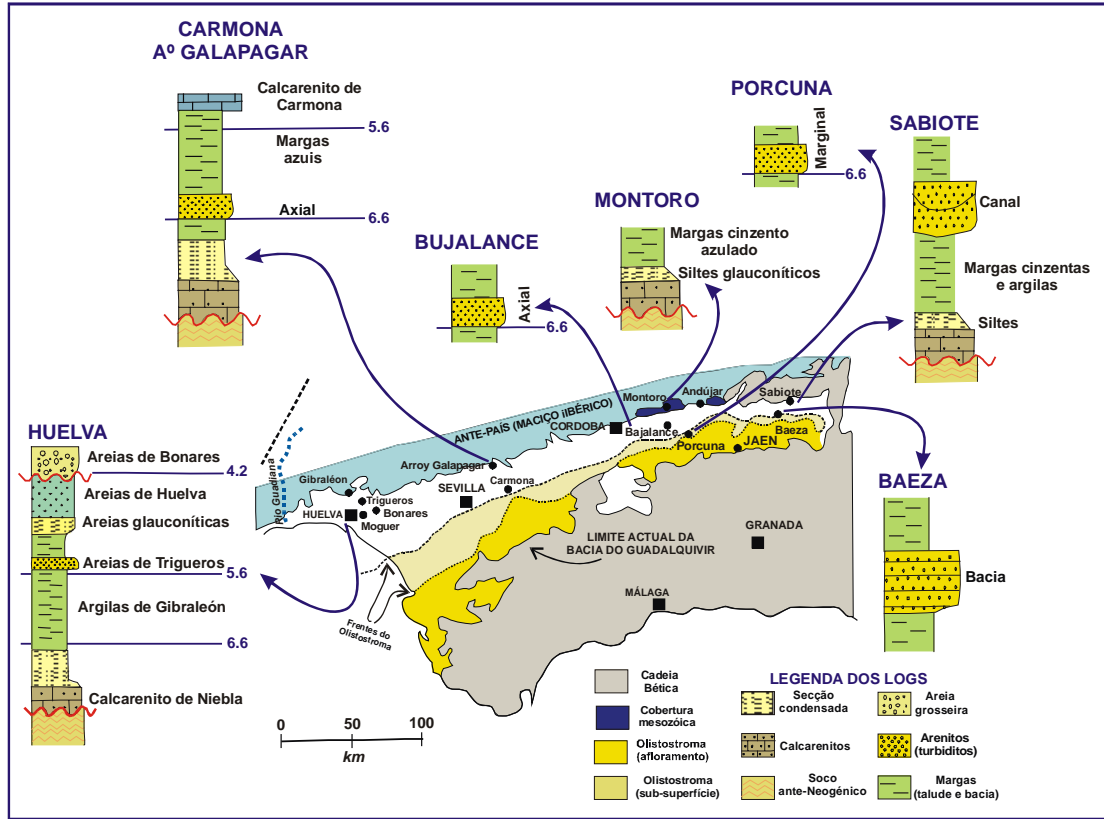 CARMONA
Aº GALAPAGAR
Calcarenito de
Carmona
5.6
Margas
azuis
Axial
6.6
BUJALANCE
Axial
6.6
MONTORO
Margas cinzento
azulado
Siltes glauconíticos
PORCUNA
Marginal
6.6
SABIOTE
Canal
Margas cinzentas
e argilas
Siltes
BAEZA
Bacia
HUELVA
Areias de Bonares
4.2
Areias de Huelva
Areias glauconíticas
Areias de Trigueros
5.6
Argilas de Gibraleón
6.6
Calcarenito de Niebla
ANTE-PAÍS (MACIÇO iIBÉRICO)
Rio Guadiana
Gibraléon
Trigueros
HUELVA
Bonares
Moguer
Arroy Galapagar
SEVILLA
Carmona
CORDOBA
Montoro
Andújar
Sabiote
Bajalance
Porcuna
JAEN
Baeza
GRANADA
MÁLAGA
LIMITE ACTUAL DA
BACIA DO GUADALQUIVIR
Frentes do
Olistostroma
0
50
100
km
Cadeia
Bética
Cobertura
mesozóica
Olistostroma
(afloramento)
Olistostroma
(sub-superfície)
LEGENDA DOS LOGS
Secção
condensada
Calcarenitos
Soco
ante-Neogénico
Areia
grosseira
Arenitos
(turbiditos)
Margas
(talude e bacia)